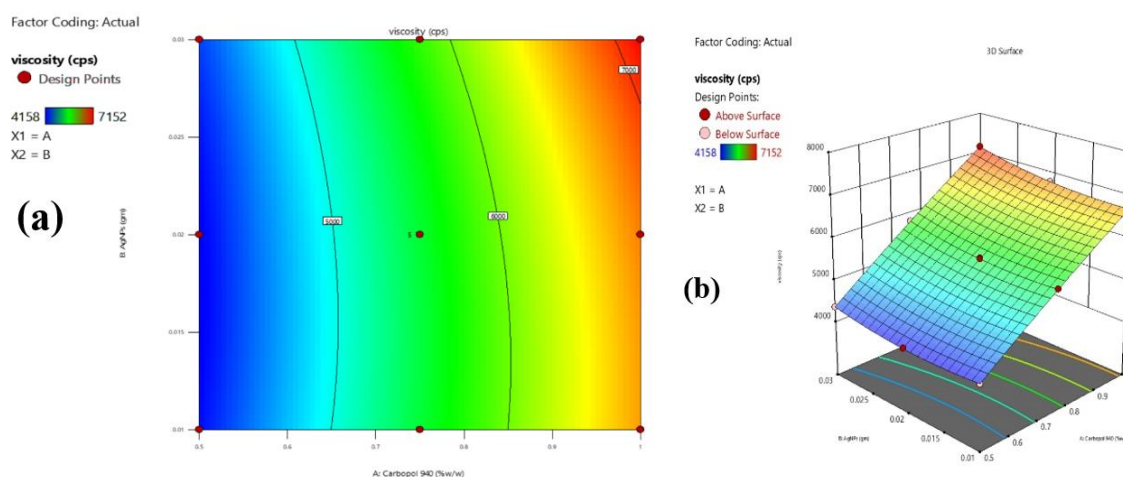 Factor Coding: Actual
viscosity (cps)
Design Points
4158 7152
X1 = A
X2 = B
(a)
viscosity (cps)
B: AgNPs (gm)
0.03
0.025
0.02
0.015
0.01
0.5 0.6 0.7 0.8 0.9 1
A: Carbopol 940 (%w/w)
5000
6000
7000
5
(b)
Factor Coding: Actual
3D Surface
viscosity (cps)
Design Points:
Above Surface
Below Surface
4158 7152
X1 = A
X2 = B
viscosity (cps)
8000
7000
6000
5000
4000
0.03
0.025
0.02
0.015
0.01
0.5
0.6
0.7
0.8
0.9
B: AgNPs (gm)
A: Carbopol 940 (%w